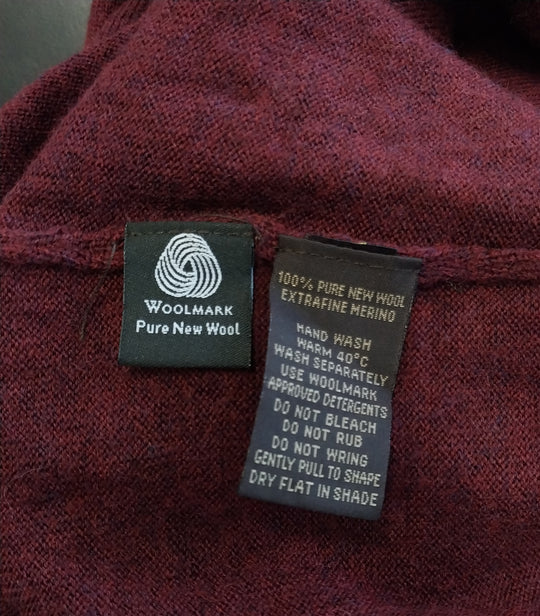 WOOLMARK
Pure New Wool
100% PURE NEW WOOL
EXTRAFINE MERINO
HAND WASH
WARM 40°C
WASH SEPARATELY
USE WOOLMARK
APPROVED DETERGENTS
DO NOT BLEACH
DO NOT RUB
DO NOT WRING
GENTLY PULL TO SHAPE
DRY FLAT IN SHADE